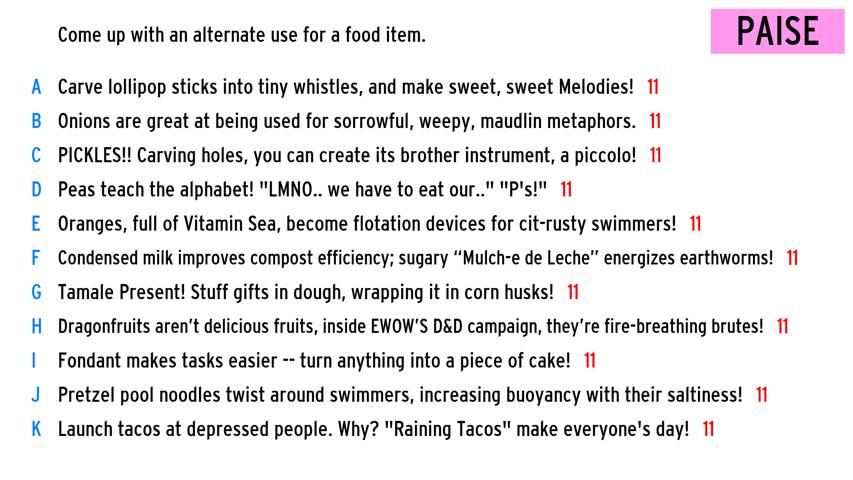 Come up with an alternate use for a food item.
PAISE
A Carve lollipop sticks into tiny whistles, and make sweet, sweet Melodies! 11
B Onions are great at being used for sorrowful, weepy, maudlin metaphors. 11
C PICKLES!! Carving holes, you can create its brother instrument, a piccolo! 11
D Peas teach the alphabet! "LMNO.. we have to eat our.." "P's!" 11
E Oranges, full of Vitamin Sea, become flotation devices for cit-rusty swimmers! 11
F Condensed milk improves compost efficiency; sugary “Mulch-e de Leche” energizes earthworms! 11
G Tamale Present! Stuff gifts in dough, wrapping it in corn husks! 11
H Dragonfruits aren’t delicious fruits, inside EWOW’S D&D campaign, they’re fire-breathing brutes! 11
I Fondant makes tasks easier -- turn anything into a piece of cake! 11
J Pretzel pool noodles twist around swimmers, increasing buoyancy with their saltiness! 11
K Launch tacos at depressed people. Why? "Raining Tacos" make everyone's day! 11